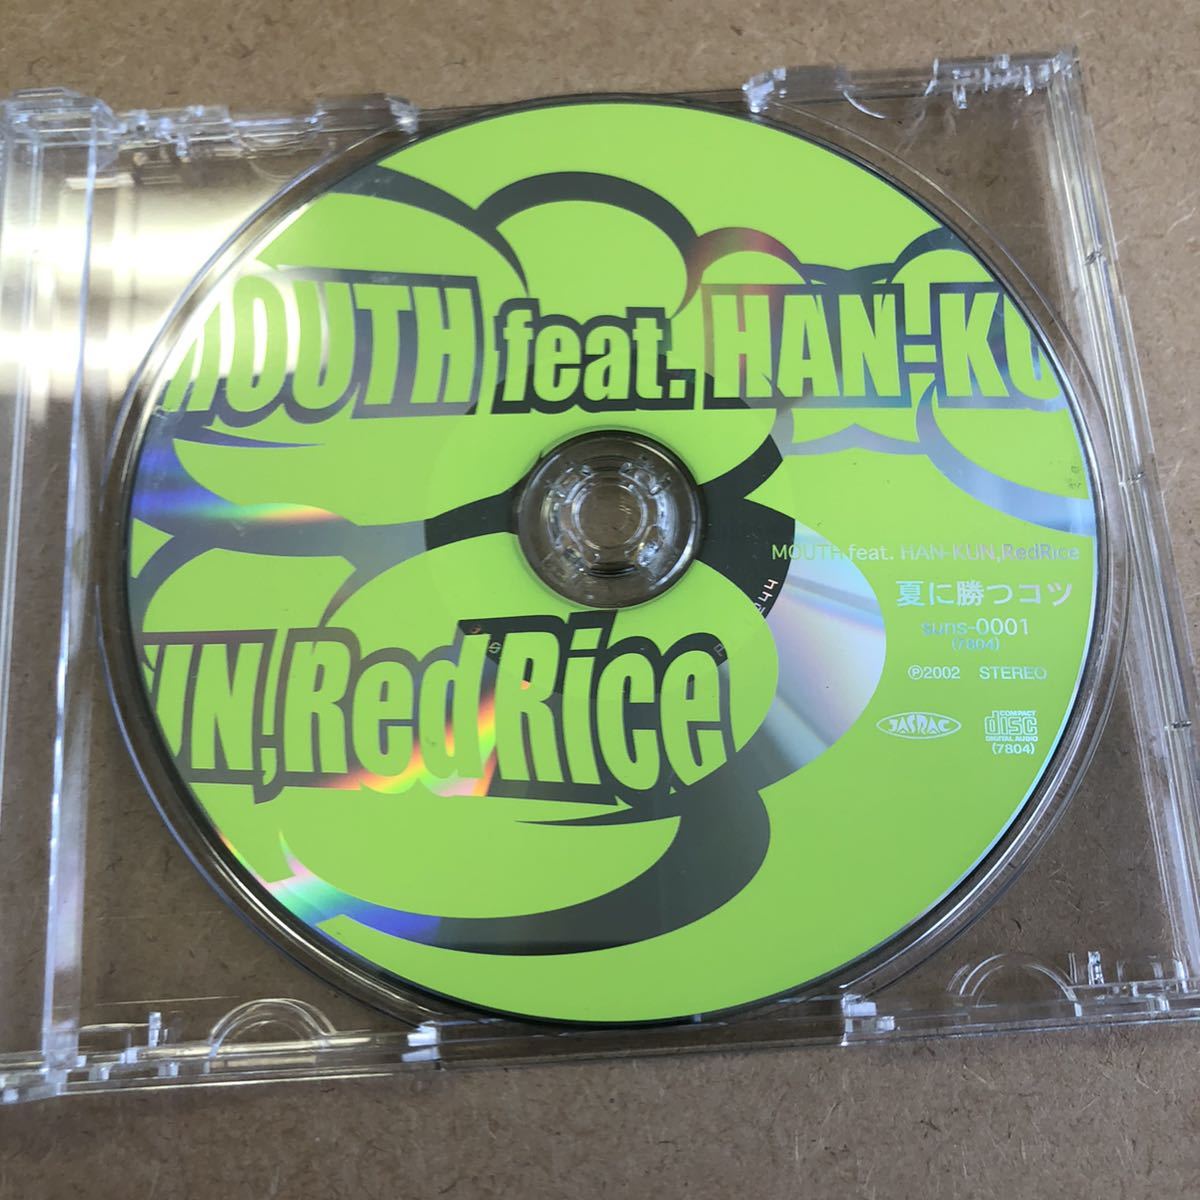 MOUTH feat. HAN-KU
UN,RedRice
MOUTH feat. HAN-KUN,RedRice
夏に勝つコツ
suns-0001
(7804)
℗2002 STEREO
JASRAC
COMPACT
disc
DIGITAL AUDIO
(7804)